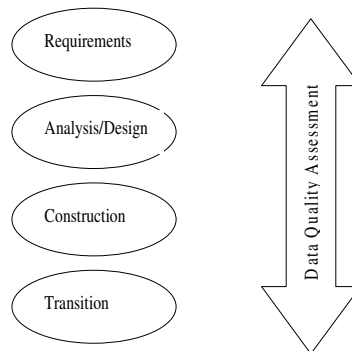 Requirements
Analysis/Design
Construction
Transition
Data Quality Assessment